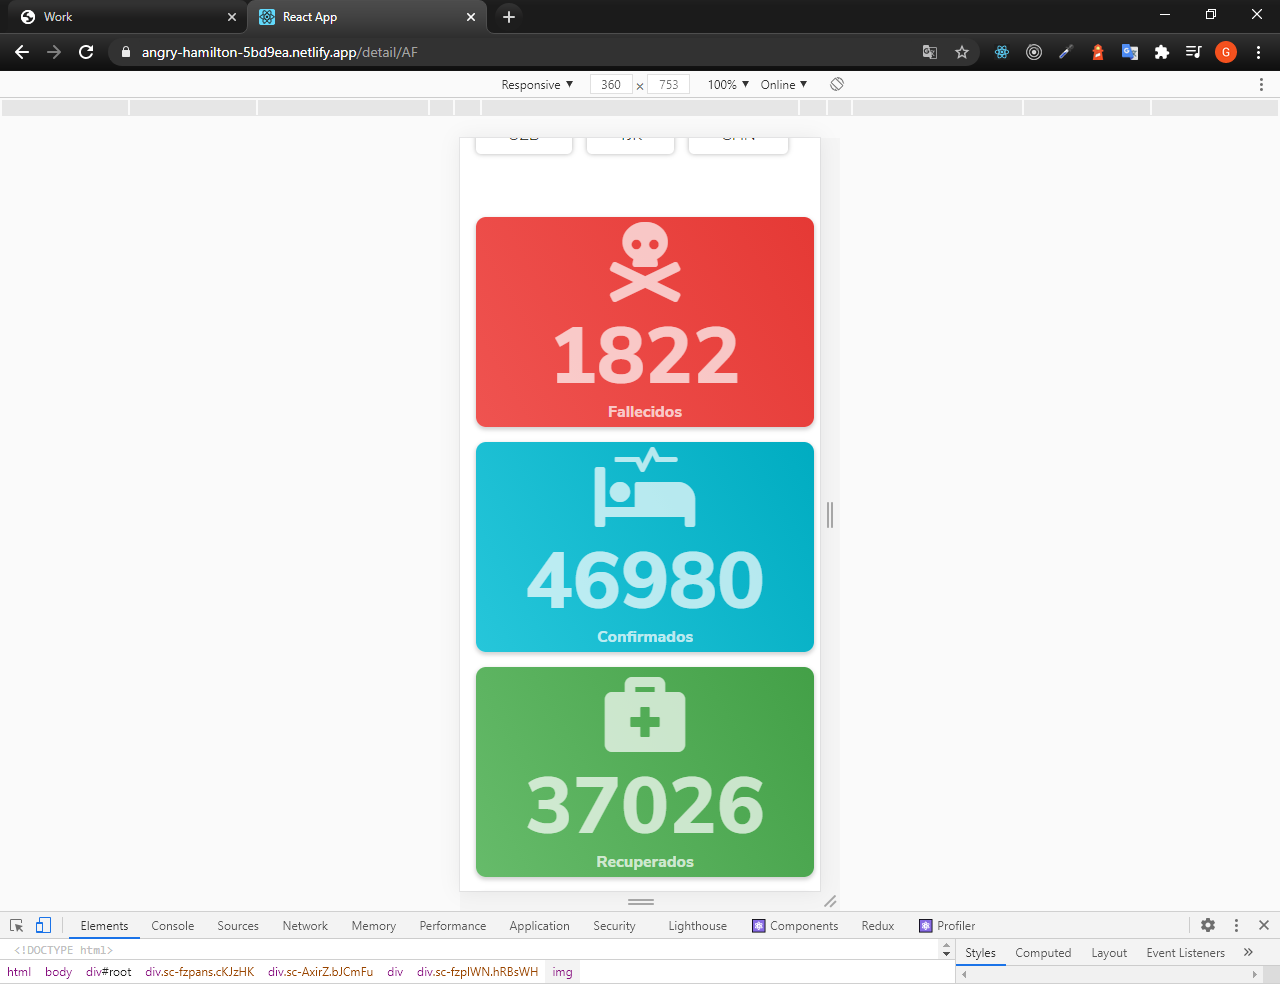 Work
React App
angry-hamilton-5bd9ea.netlify.app/detail/AF
G
Responsive ▼ 360 × 753 100% ▼ Online ▼
1822
Fallecidos
46980
Confirmados
37026
Recuperados
Elements Console Sources Network Memory Performance Application Security Lighthouse Components Redux Profiler
<!DOCTYPE html>
Styles Computed Layout Event Listeners »
html body div#root div.sc-fzpans.cKJzHK div.sc-AxirZ.bJCmFu div div.sc-fzplWN.hRBsWH img